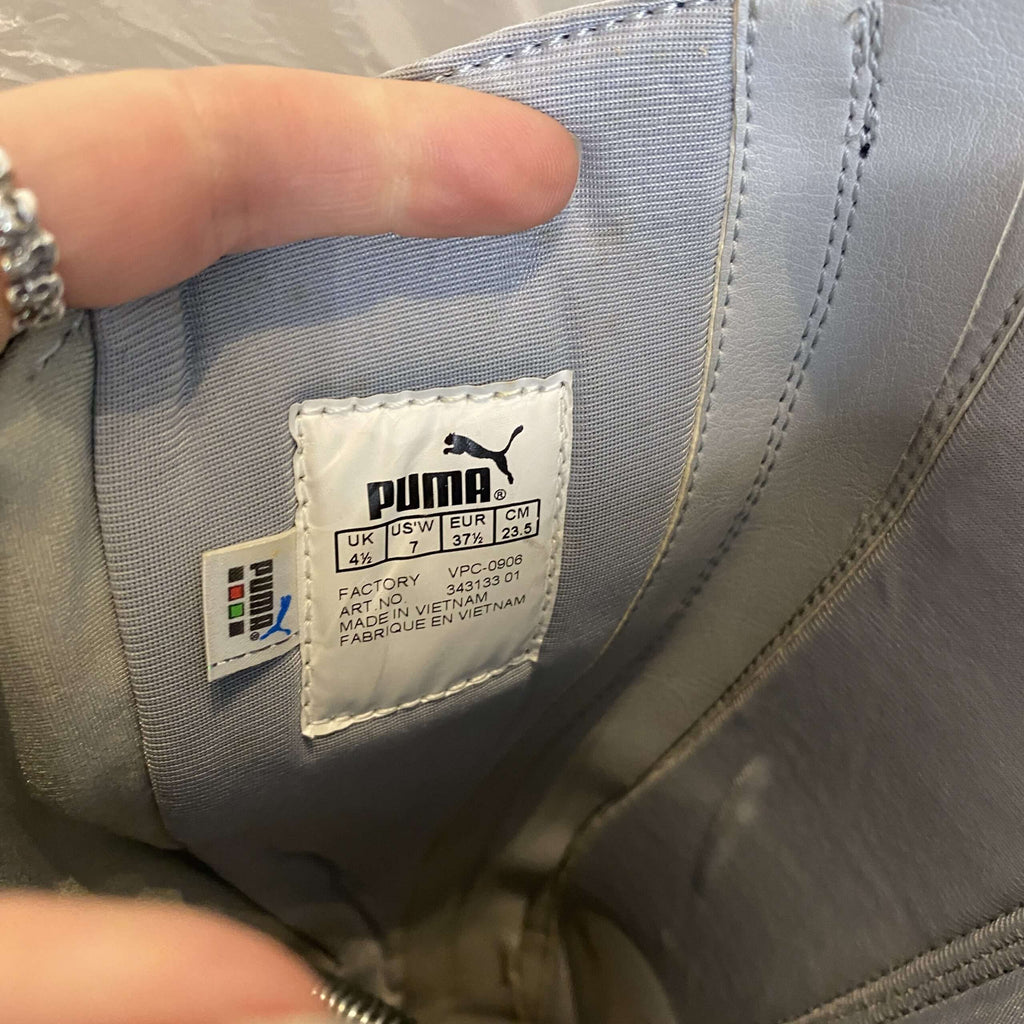 PUMA®
UK US'W EUR CM
4½ 7 37½ 23.5
FACTORY VPC-0906
ART.NO. 343133 01
MADE IN VIETNAM
FABRIQUE EN VIETNAM
PUMA®